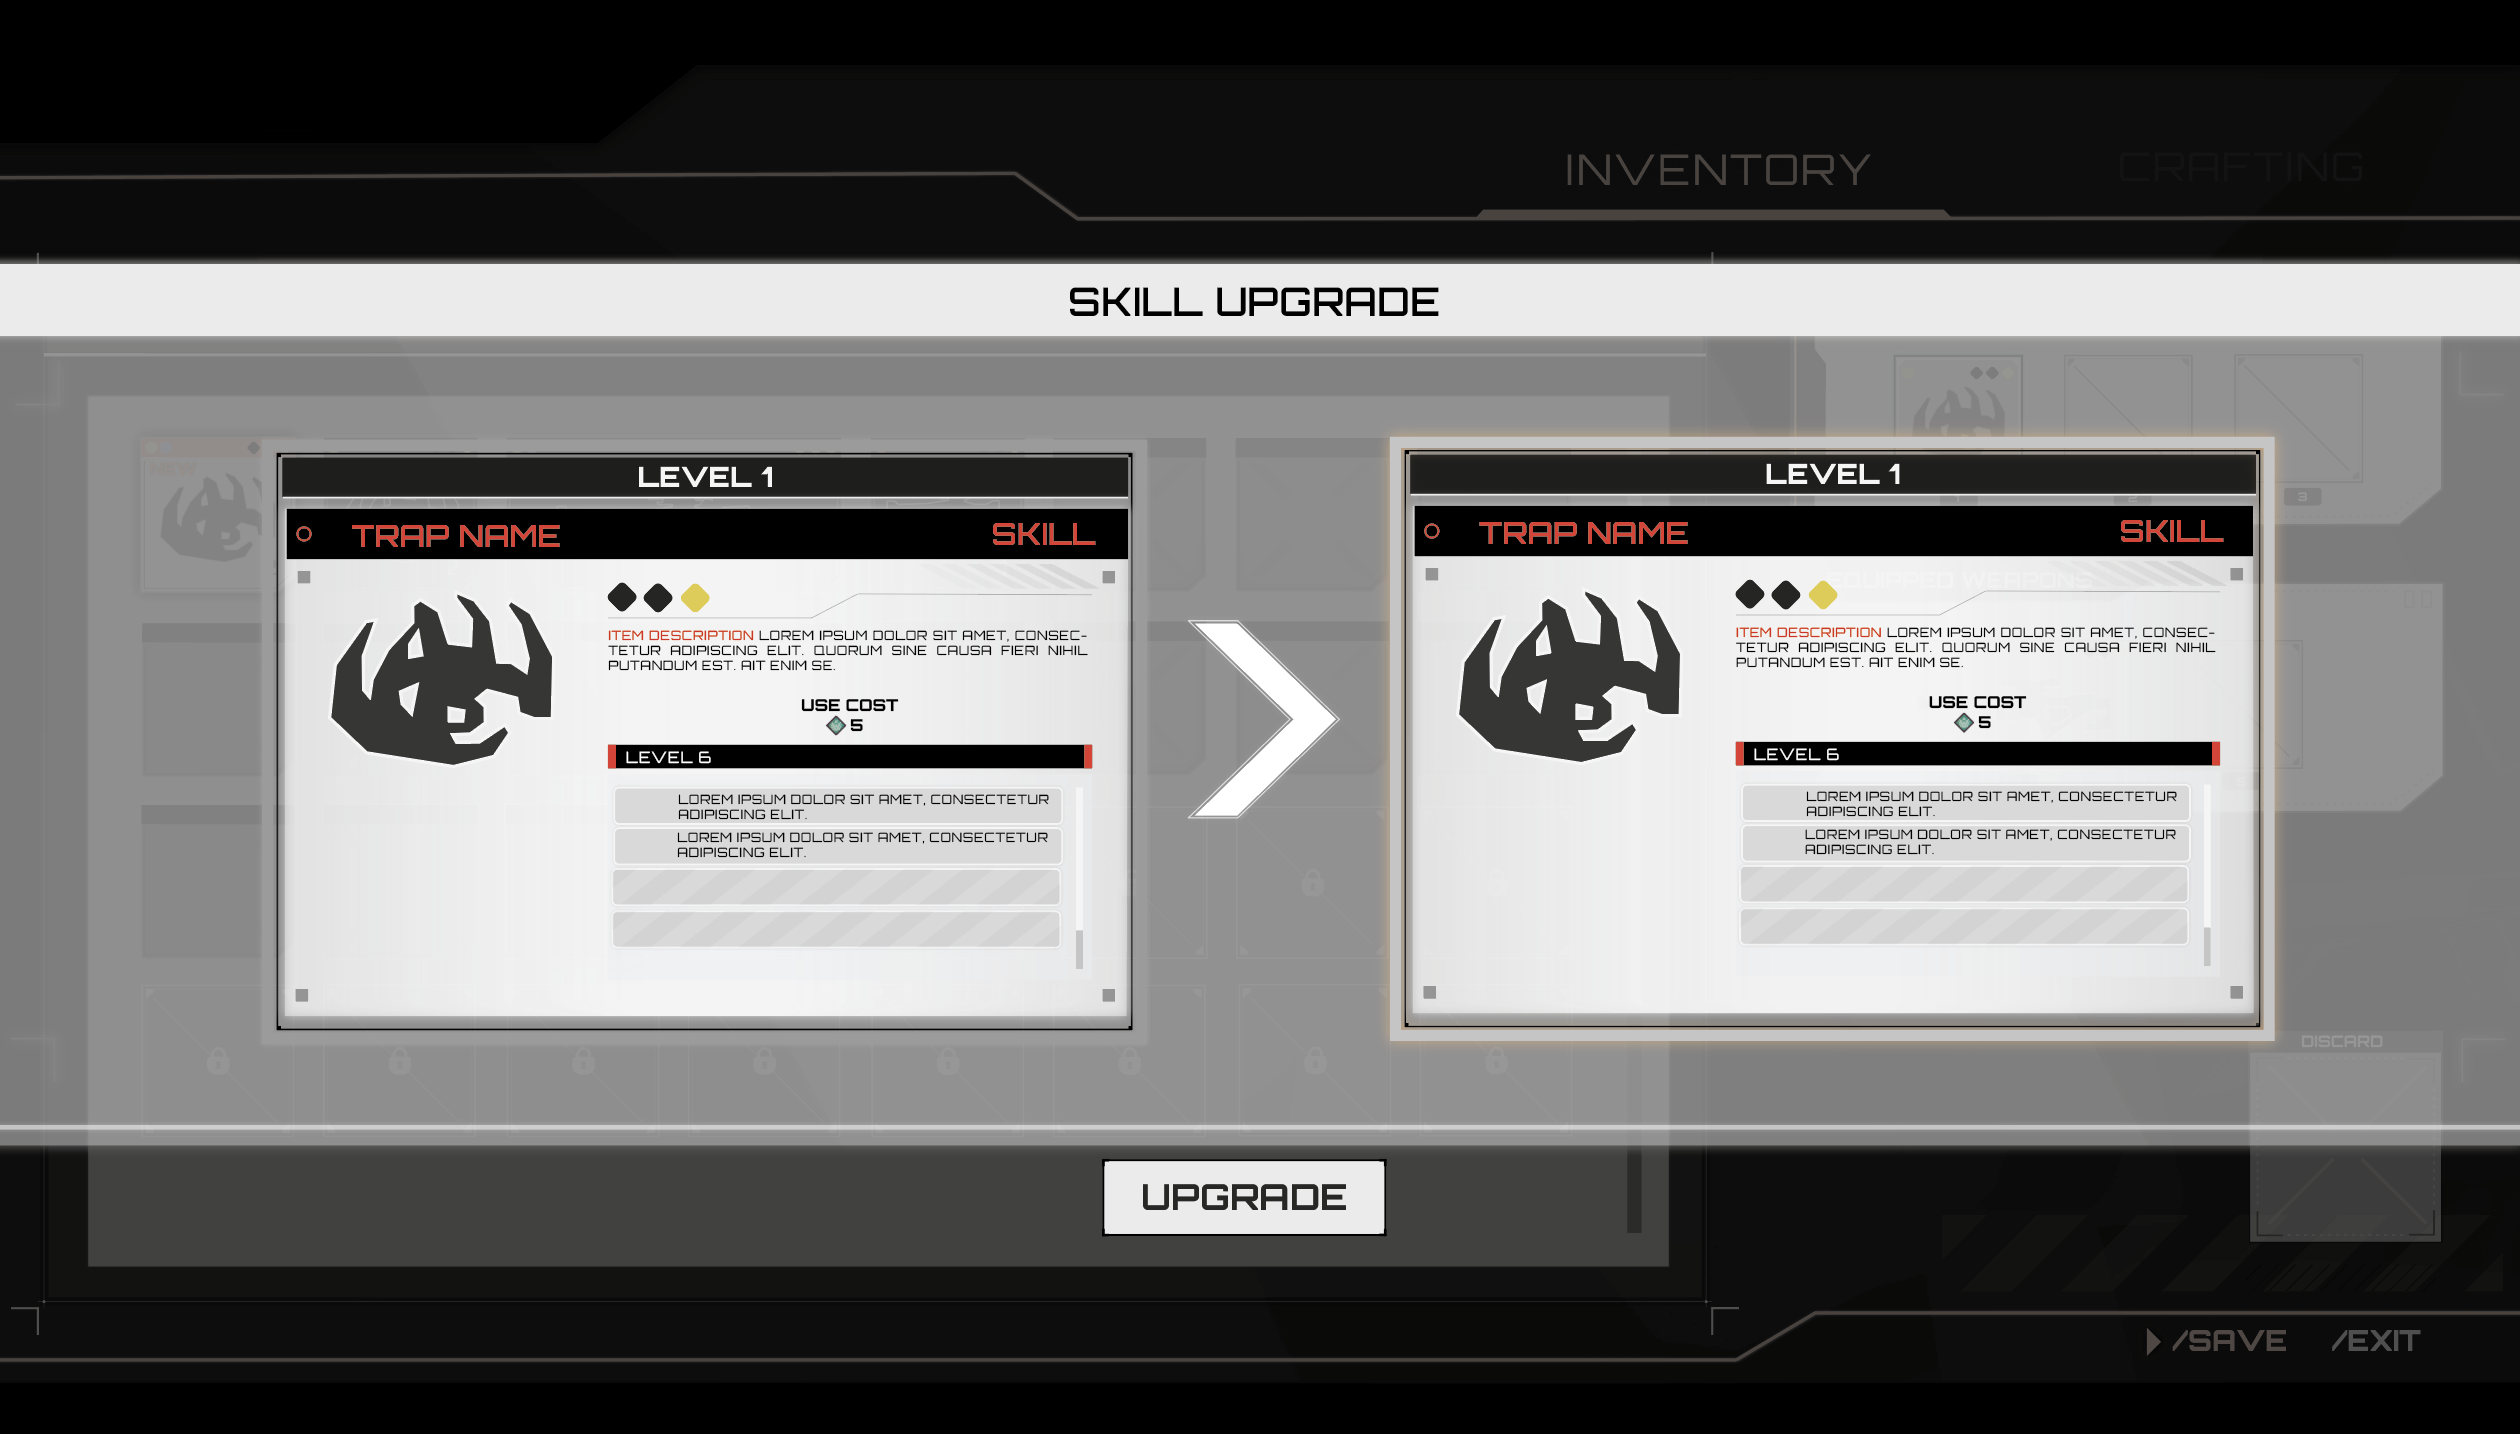 INVENTORY
CRAFTING
SKILL UPGRADE
LEVEL 1
TRAP NAME
SKILL
ITEM DESCRIPTION LOREM IPSUM DOLOR SIT AMET, CONSEC-
TETUR ADIPISCING ELIT. QUORUM SINE CAUSA FIERI NIHIL
PUTANDUM EST. AIT ENIM SE.
USE COST
5
LEVEL 6
LOREM IPSUM DOLOR SIT AMET, CONSECTETUR
ADIPISCING ELIT.
LOREM IPSUM DOLOR SIT AMET, CONSECTETUR
ADIPISCING ELIT.
LEVEL 1
TRAP NAME
SKILL
EQUIPPED WEAPONS
ITEM DESCRIPTION LOREM IPSUM DOLOR SIT AMET, CONSEC-
TETUR ADIPISCING ELIT. QUORUM SINE CAUSA FIERI NIHIL
PUTANDUM EST. AIT ENIM SE.
USE COST
5
LEVEL 6
LOREM IPSUM DOLOR SIT AMET, CONSECTETUR
ADIPISCING ELIT.
LOREM IPSUM DOLOR SIT AMET, CONSECTETUR
ADIPISCING ELIT.
3
DISCARD
UPGRADE
/SAVE
/EXIT